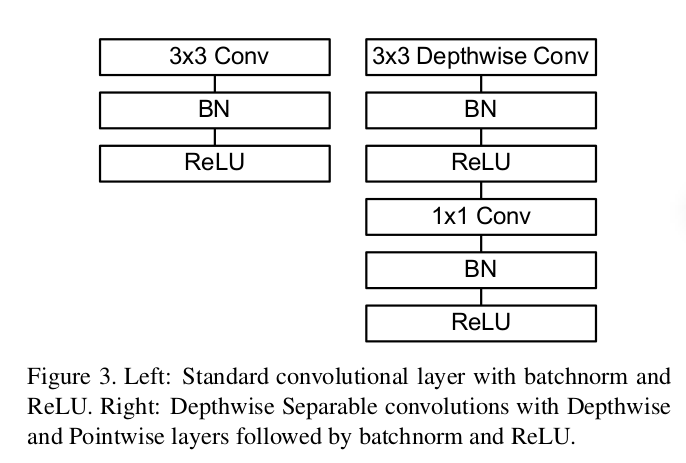 3x3 Conv
BN
ReLU
3x3 Depthwise Conv
BN
ReLU
1x1 Conv
BN
ReLU
Figure 3. Left: Standard convolutional layer with batchnorm and
ReLU. Right: Depthwise Separable convolutions with Depthwise
and Pointwise layers followed by batchnorm and ReLU.